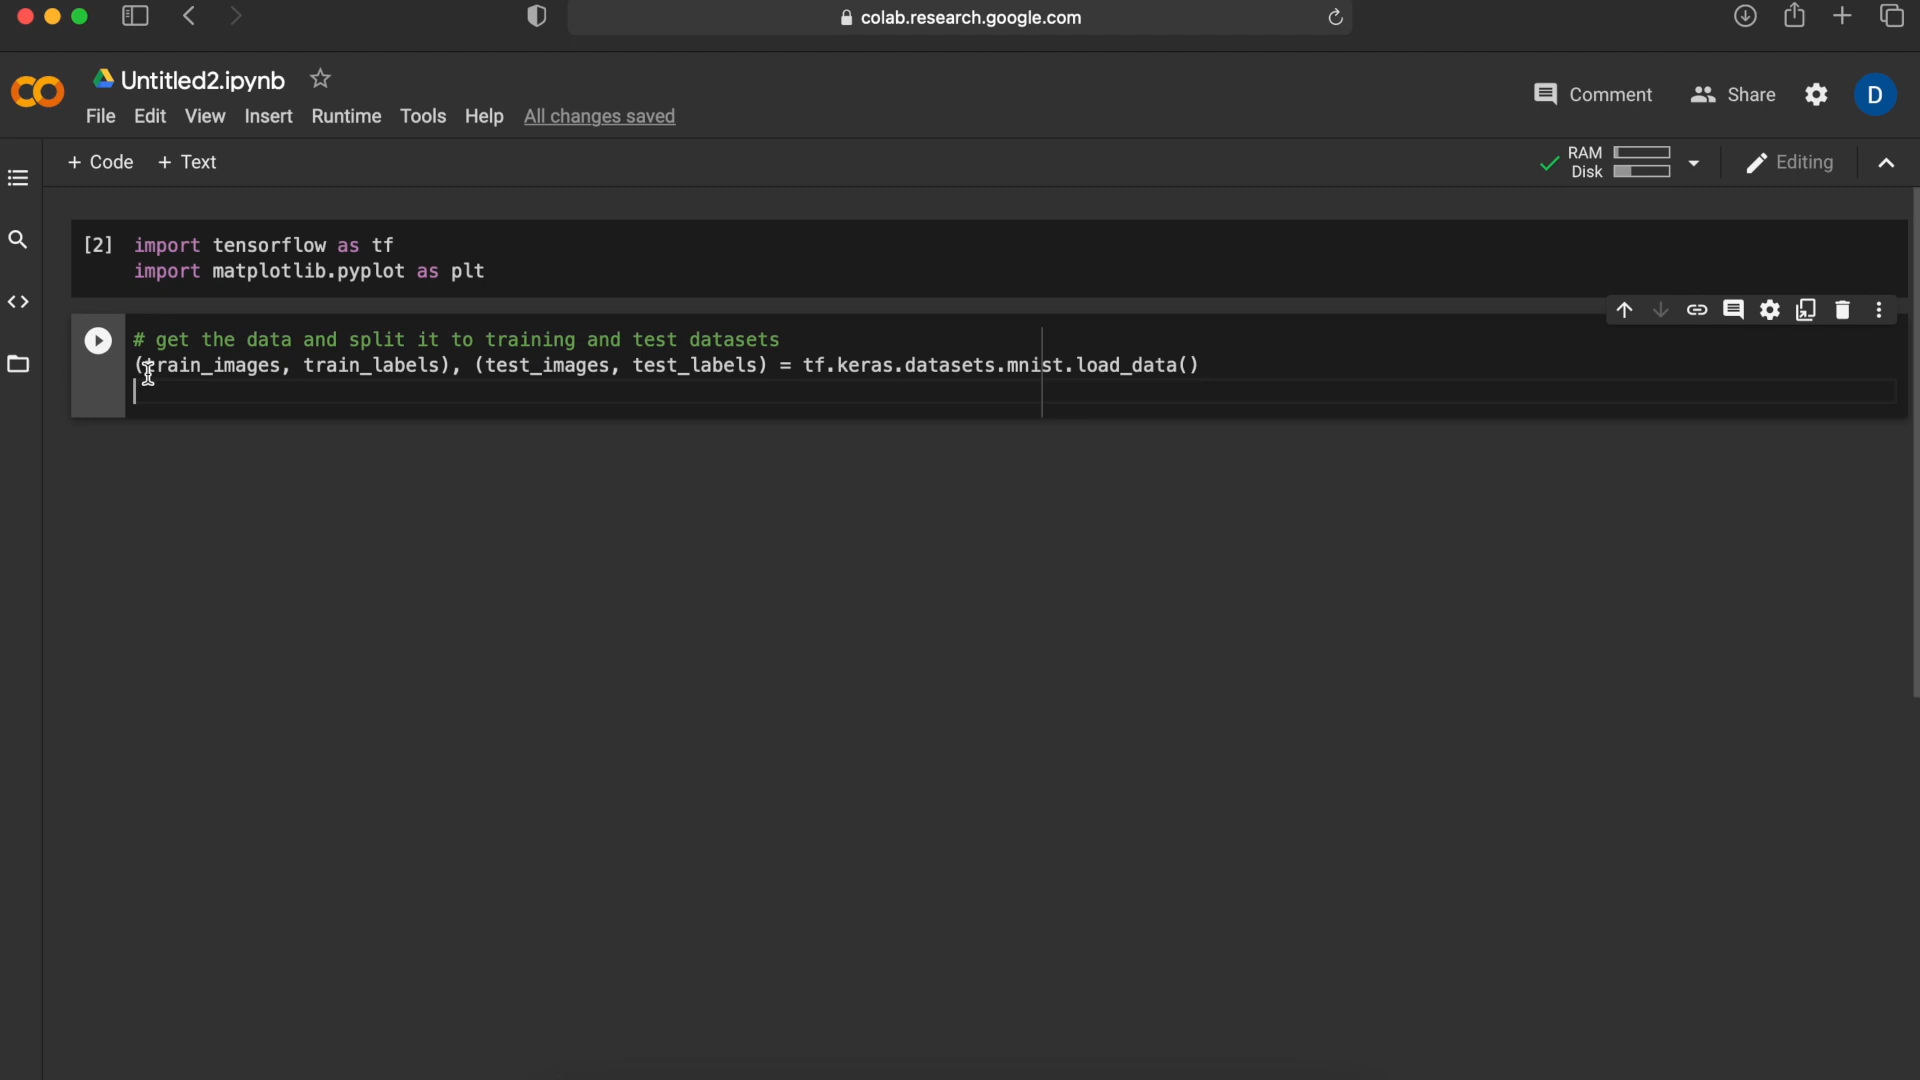 colab.research.google.com
Untitled2.ipynb
File Edit View Insert Runtime Tools Help All changes saved
Comment Share D
+ Code + Text
RAM
Disk
Editing
[2] import tensorflow as tf
import matplotlib.pyplot as plt
# get the data and split it to training and test datasets
(train_images, train_labels), (test_images, test_labels) = tf.keras.datasets.mnist.load_data()